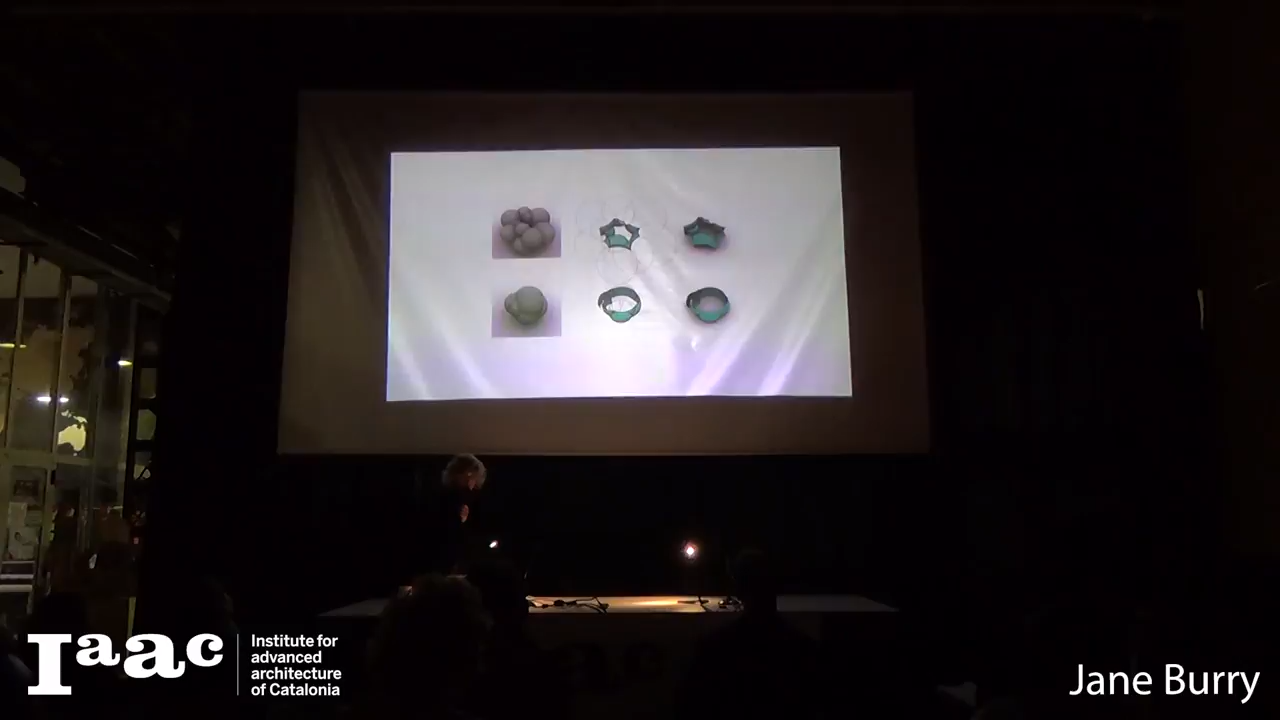 Iaac
Institute for
advanced
architecture
of Catalonia
Jane Burry